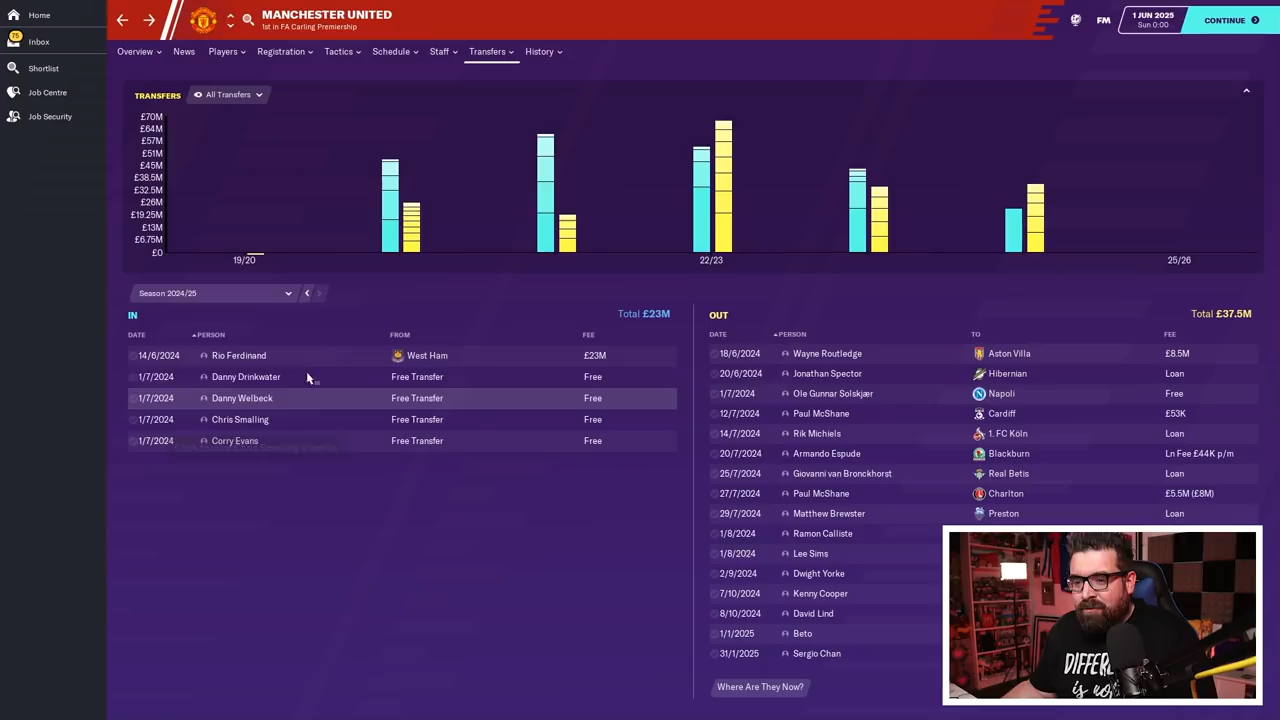 Home
Inbox
75
Shortlist
Job Centre
Job Security
MANCHESTER UNITED
1st in FA Carling Premiership
FM
1 JUN 2025
Sun 0:00
CONTINUE
Overview
News
Players
Registration
Tactics
Schedule
Staff
Transfers
History
TRANSFERS
All Transfers
£70M
£64M
£57M
£51M
£45M
£38.5M
£32.5M
£26M
£19.25M
£13M
£6.75M
£0
19/20
22/23
25/26
Season 2024/25
IN
Total £23M
DATE PERSON FROM FEE
14/6/2024 Rio Ferdinand West Ham £23M
1/7/2024 Danny Drinkwater Free Transfer Free
1/7/2024 Danny Welbeck Free Transfer Free
1/7/2024 Chris Smalling Free Transfer Free
1/7/2024 Corry Evans Free Transfer Free
OUT
Total £37.5M
DATE PERSON TO FEE
18/6/2024 Wayne Routledge Aston Villa £8.5M
20/6/2024 Jonathan Spector Hibernian Loan
1/7/2024 Ole Gunnar Solskjær Napoli Free
12/7/2024 Paul McShane Cardiff £53K
14/7/2024 Rik Michiels 1. FC Köln Loan
20/7/2024 Armando Espude Blackburn Ln Fee £44K p/m
25/7/2024 Giovanni van Bronckhorst Real Betis Loan
27/7/2024 Paul McShane Charlton £5.5M (£8M)
29/7/2024 Matthew Brewster Preston Loan
1/8/2024 Ramon Calliste
1/8/2024 Lee Sims
2/9/2024 Dwight Yorke
7/10/2024 Kenny Cooper
8/10/2024 David Lind
1/1/2025 Beto
31/1/2025 Sergio Chan
Where Are They Now?
is